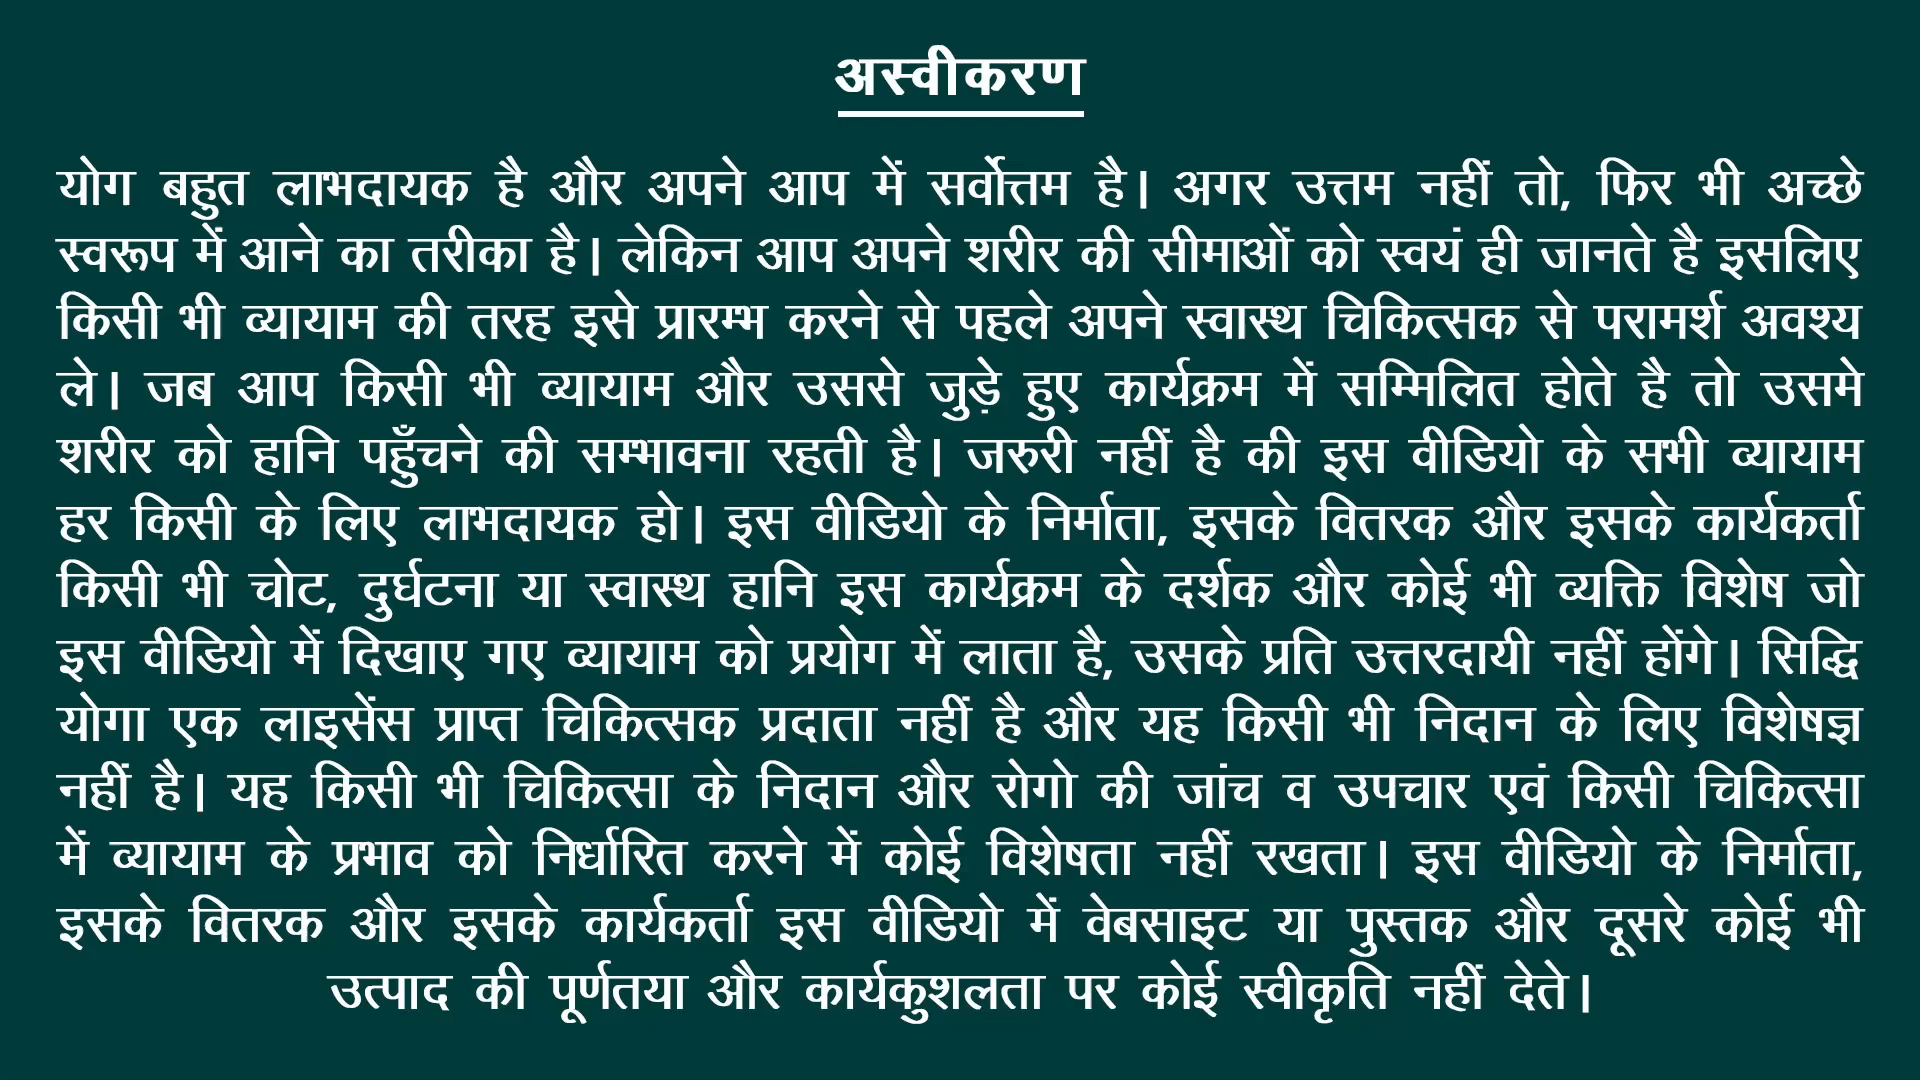 अस्वीकरण
योग बहुत लाभदायक है और अपने आप में सर्वोत्तम है। अगर उत्तम नहीं तो, फिर भी अच्छे
स्वरूप में आने का तरीका है। लेकिन आप अपने शरीर की सीमाओं को स्वयं ही जानते है इसलिए
किसी भी व्यायाम की तरह इसे प्रारम्भ करने से पहले अपने स्वास्थ चिकित्सक से परामर्श अवश्य
ले। जब आप किसी भी व्यायाम और उससे जुड़े हुए कार्यक्रम में सम्मिलित होते है तो उसमे
शरीर को हानि पहुँचने की सम्भावना रहती है। जरुरी नहीं है की इस वीडियो के सभी व्यायाम
हर किसी के लिए लाभदायक हो। इस वीडियो के निर्माता, इसके वितरक और इसके कार्यकर्ता
किसी भी चोट, दुर्घटना या स्वास्थ हानि इस कार्यक्रम के दर्शक और कोई भी व्यक्ति विशेष जो
इस वीडियो में दिखाए गए व्यायाम को प्रयोग में लाता है, उसके प्रति उत्तरदायी नहीं होंगे। सिद्धि
योगा एक लाइसेंस प्राप्त चिकित्सक प्रदाता नहीं है और यह किसी भी निदान के लिए विशेषज्ञ
नहीं है। यह किसी भी चिकित्सा के निदान और रोगो की जांच व उपचार एवं किसी चिकित्सा
में व्यायाम के प्रभाव को निर्धारित करने में कोई विशेषता नहीं रखता। इस वीडियो के निर्माता,
इसके वितरक और इसके कार्यकर्ता इस वीडियो में वेबसाइट या पुस्तक और दूसरे कोई भी
उत्पाद की पूर्णतया और कार्यकुशलता पर कोई स्वीकृति नहीं देते।